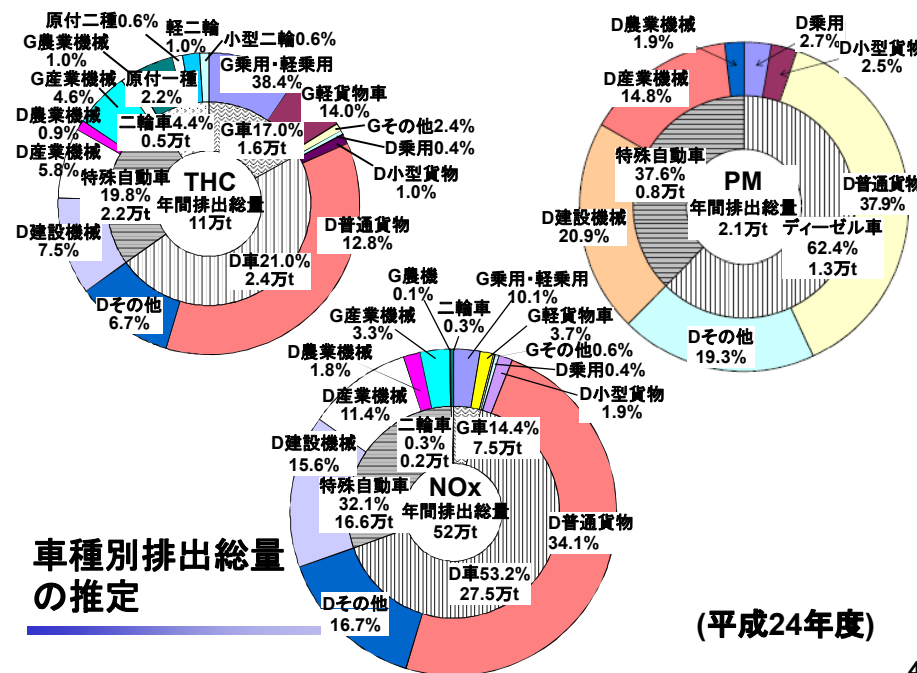 原付二種0.6%
軽二輪
1.0%
小型二輪0.6%
G農業機械
1.0%
G産業機械
4.6%
原付一種
2.2%
G乗用・軽乗用
38.4%
G軽貨物車
14.0%
Gその他2.4%
D乗用0.4%
D小型貨物
1.0%
D農業機械
0.9%
D産業機械
5.8%
二輪車4.4%
0.5万t
G車17.0%
1.6万t
特殊自動車
19.8%
2.2万t
THC
年間排出総量
11万t
D普通貨物
12.8%
D建設機械
7.5%
D車21.0%
2.4万t
Dその他
6.7%
D農業機械
1.9%
D乗用
2.7%
D小型貨物
2.5%
D産業機械
14.8%
特殊自動車
37.6%
0.8万t
PM
年間排出総量
2.1万t
D普通貨物
37.9%
ディーゼル車
62.4%
1.3万t
D建設機械
20.9%
Dその他
19.3%
G農機
0.1%
二輪車
0.3%
G乗用・軽乗用
10.1%
G産業機械
3.3%
G軽貨物車
3.7%
Gその他0.6%
D乗用0.4%
D小型貨物
1.9%
D農業機械
1.8%
D産業機械
11.4%
二輪車
0.3%
0.2万t
G車14.4%
7.5万t
D建設機械
15.6%
特殊自動車
32.1%
16.6万t
NOx
年間排出総量
52万t
D普通貨物
34.1%
D車53.2%
27.5万t
Dその他
16.7%
車種別排出総量
の推定
(平成24年度)
4